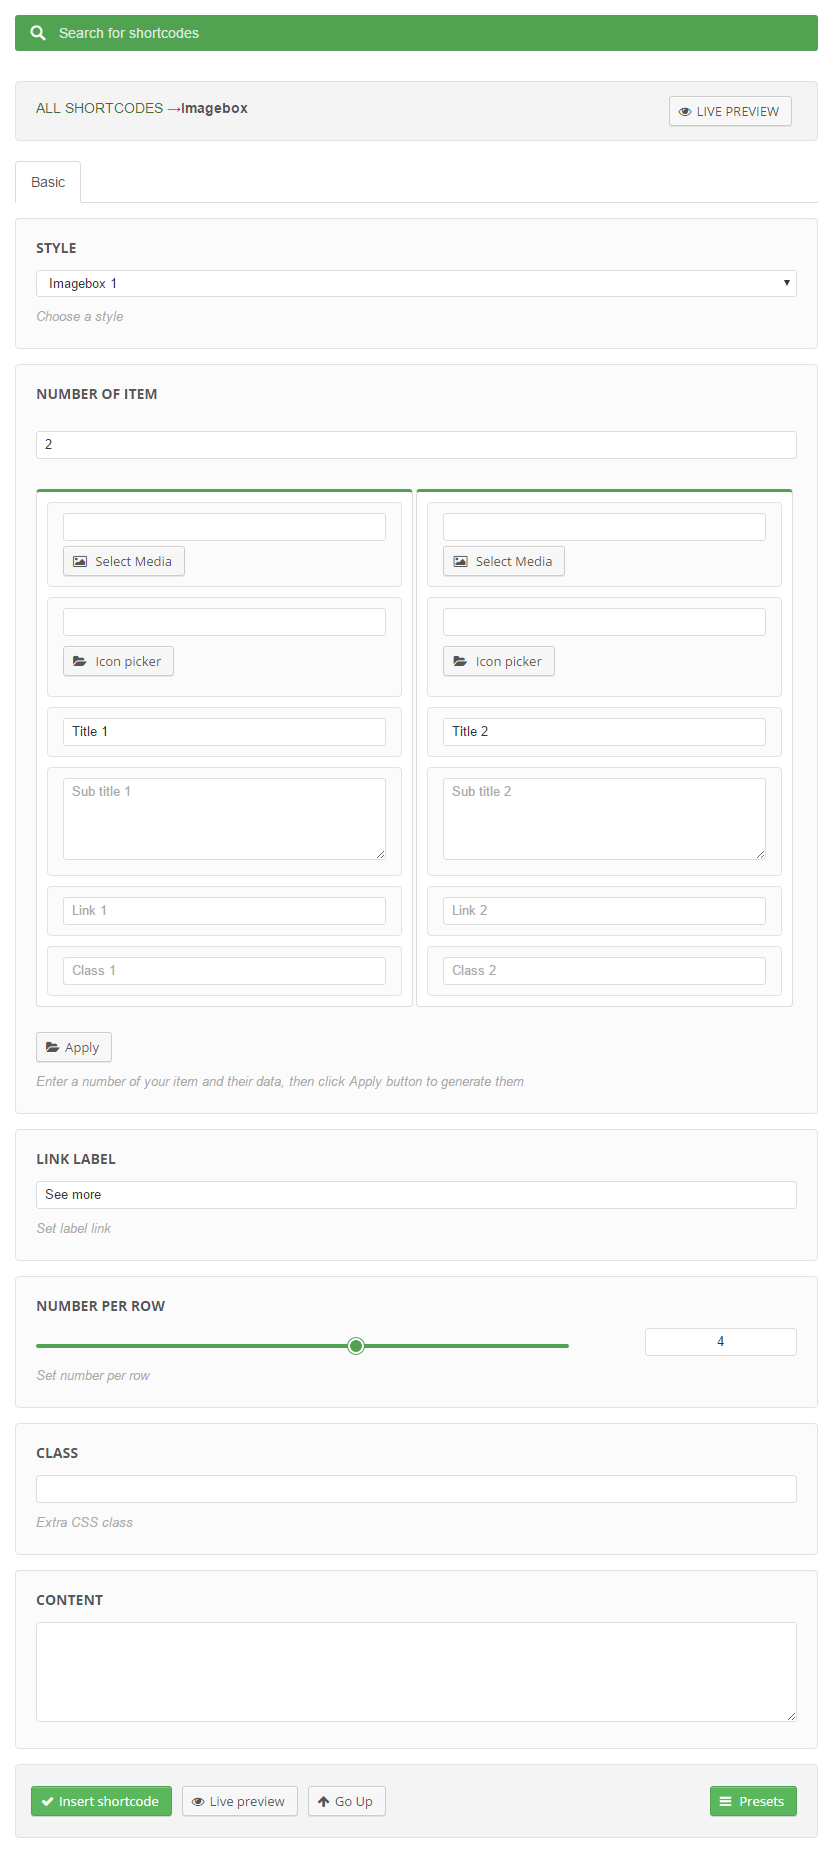 Search for shortcodes
ALL SHORTCODES →Imagebox
LIVE PREVIEW
Basic
STYLE
Imagebox 1
Choose a style
NUMBER OF ITEM
2
Select Media
Select Media
Icon picker
Icon picker
Title 1
Title 2
Sub title 1
Sub title 2
Link 1
Link 2
Class 1
Class 2
Apply
Enter a number of your item and their data, then click Apply button to generate them
LINK LABEL
See more
Set label link
NUMBER PER ROW
4
Set number per row
CLASS
Extra CSS class
CONTENT
Insert shortcode
Live preview
Go Up
Presets